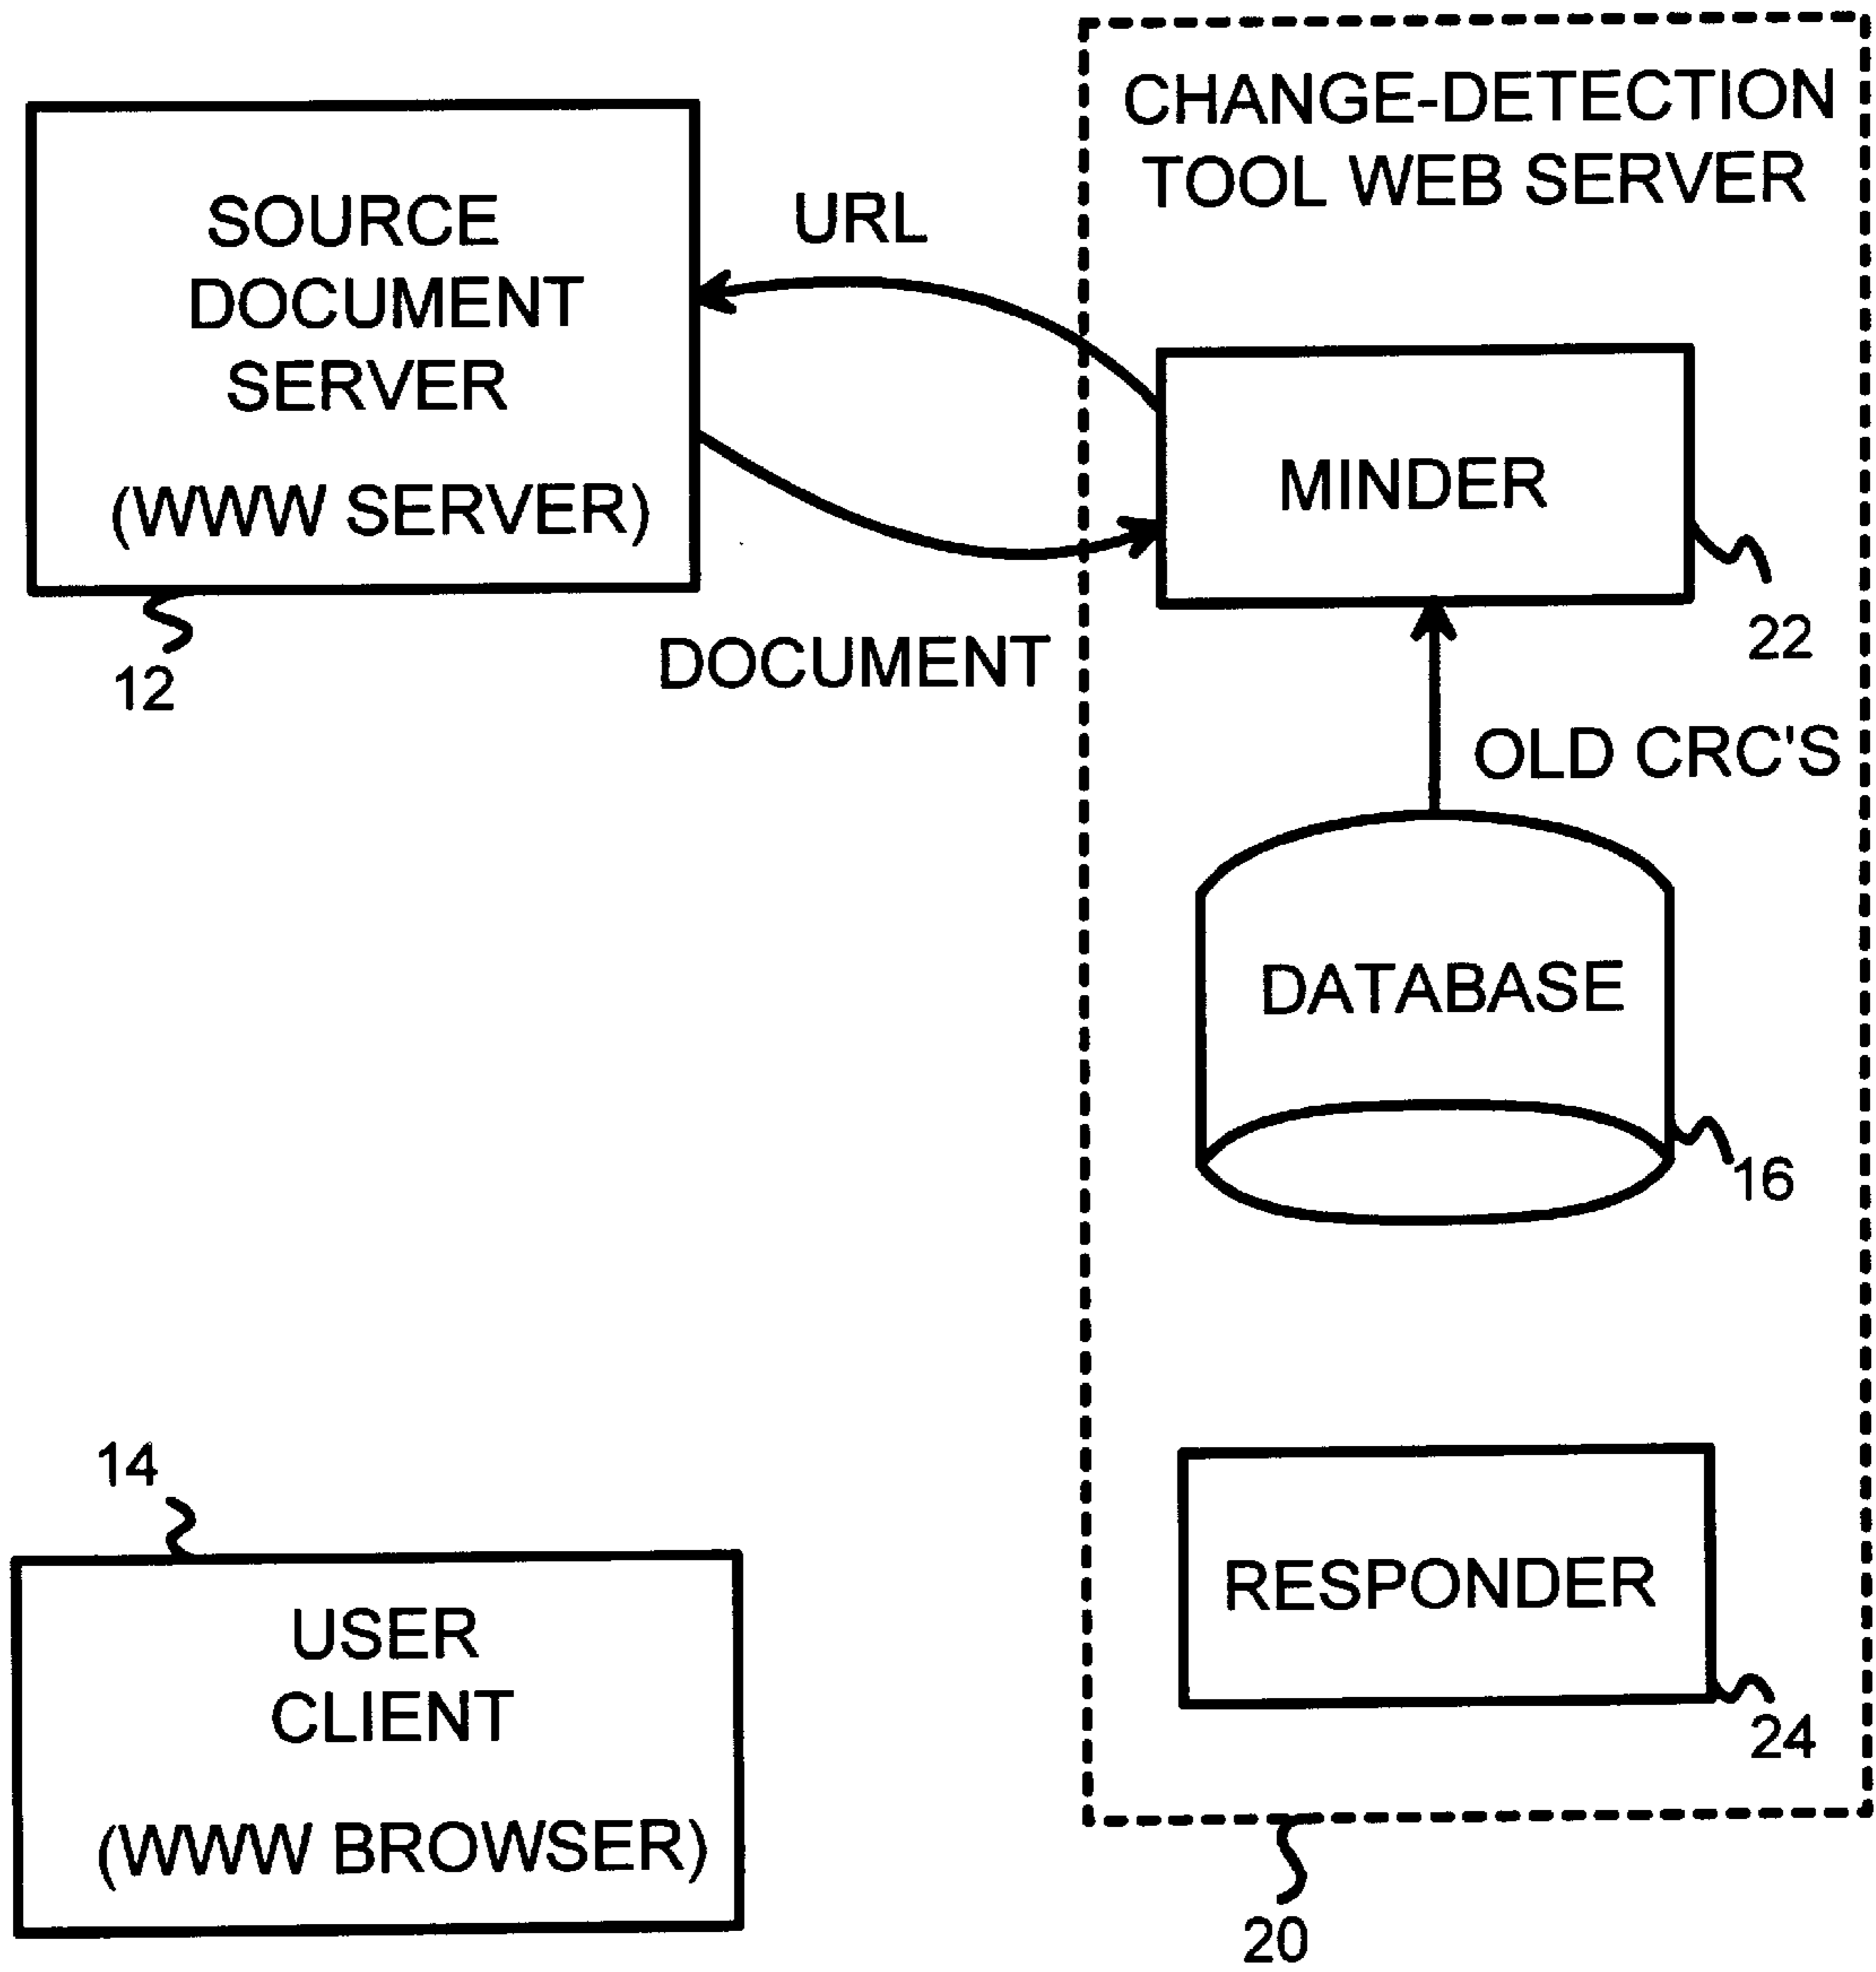 CHANGE-DETECTION
TOOL WEB SERVER
SOURCE
DOCUMENT
SERVER
(WWW SERVER)
12
URL
DOCUMENT
MINDER
22
OLD CRC'S
DATABASE
16
14
USER
CLIENT
(WWW BROWSER)
RESPONDER
24
20